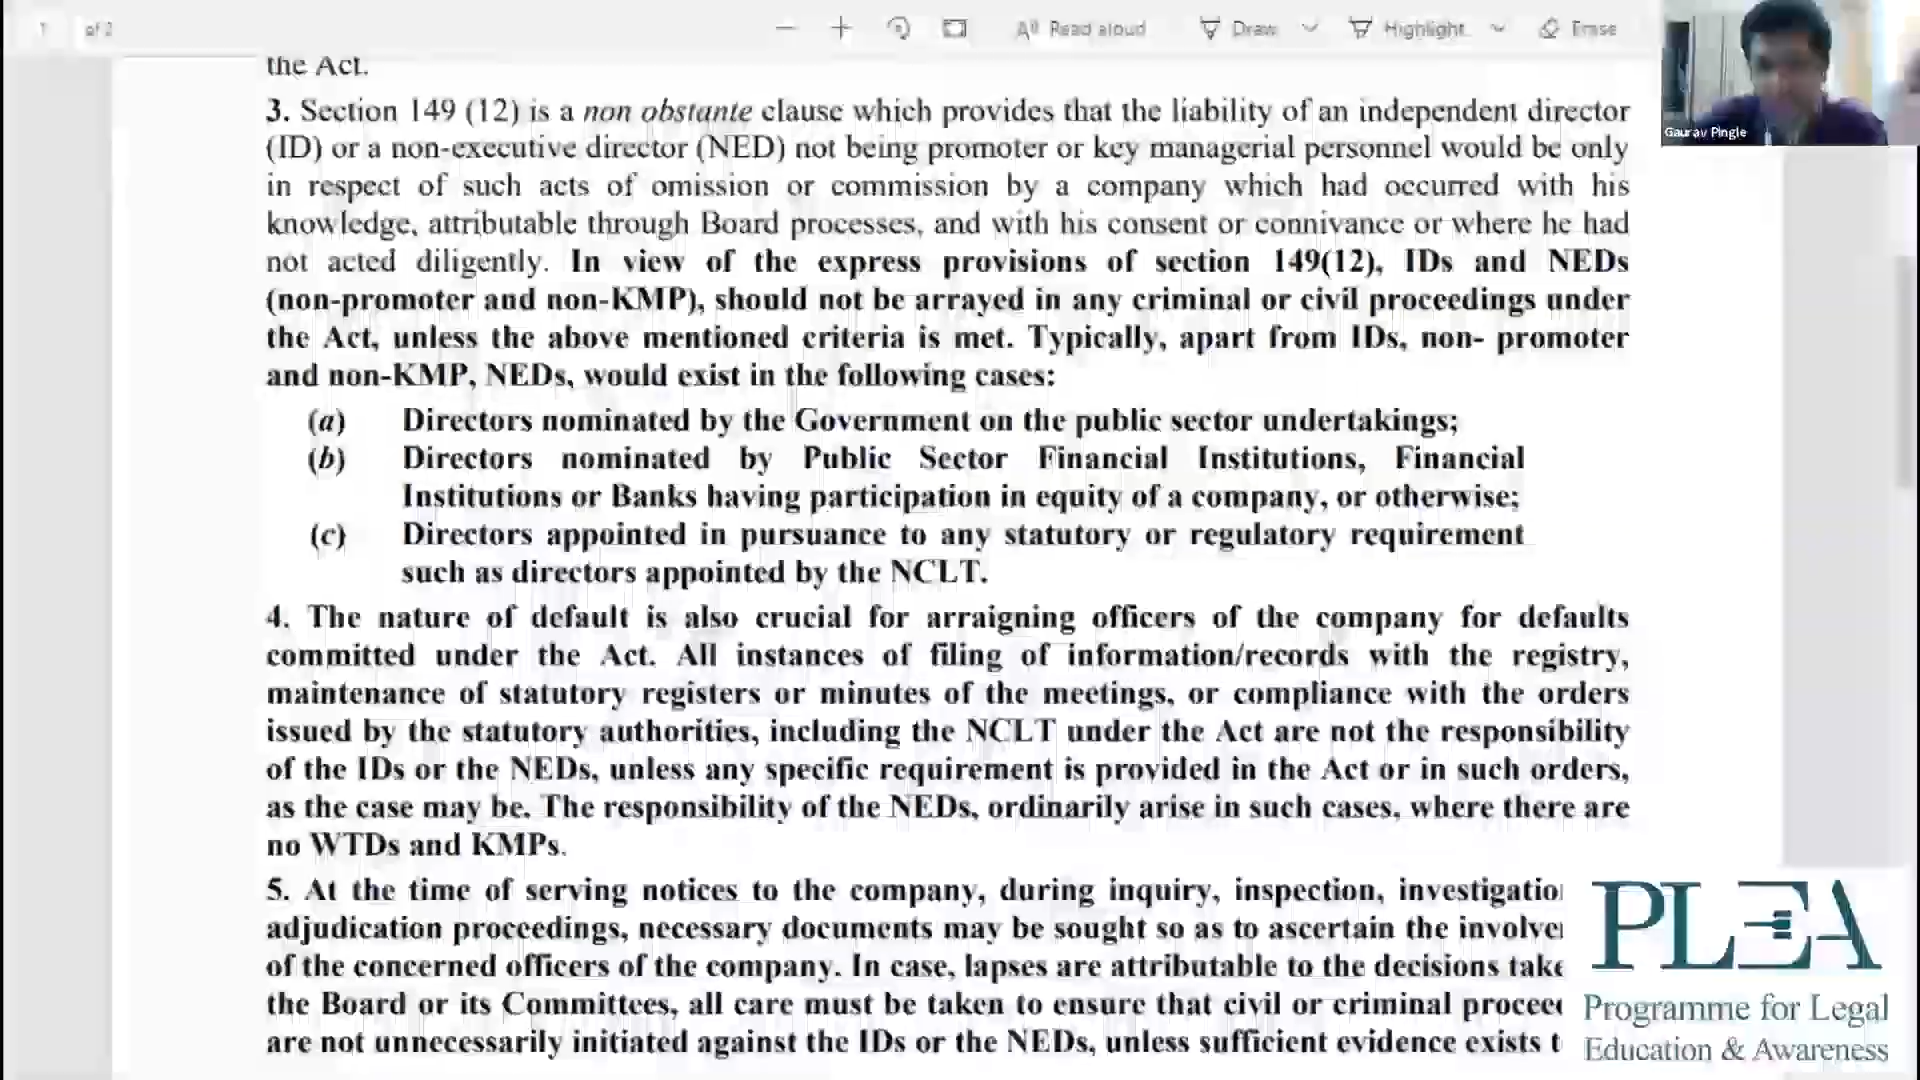 1 of 2 Read aloud Draw Highlight Erase
Gaurav Pingle
the Act.
3. Section 149 (12) is a non obstante clause which provides that the liability of an independent director
(ID) or a non-executive director (NED) not being promoter or key managerial personnel would be only
in respect of such acts of omission or commission by a company which had occurred with his
knowledge, attributable through Board processes, and with his consent or connivance or where he had
not acted diligently. In view of the express provisions of section 149(12), IDs and NEDs
(non-promoter and non-KMP), should not be arrayed in any criminal or civil proceedings under
the Act, unless the above mentioned criteria is met. Typically, apart from IDs, non- promoter
and non-KMP, NEDs, would exist in the following cases:
(a) Directors nominated by the Government on the public sector undertakings;
(b) Directors nominated by Public Sector Financial Institutions, Financial
Institutions or Banks having participation in equity of a company, or otherwise;
(c) Directors appointed in pursuance to any statutory or regulatory requirement
such as directors appointed by the NCLT.
4. The nature of default is also crucial for arraigning officers of the company for defaults
committed under the Act. All instances of filing of information/records with the registry,
maintenance of statutory registers or minutes of the meetings, or compliance with the orders
issued by the statutory authorities, including the NCLT under the Act are not the responsibility
of the IDs or the NEDs, unless any specific requirement is provided in the Act or in such orders,
as the case may be. The responsibility of the NEDs, ordinarily arise in such cases, where there are
no WTDs and KMPs.
5. At the time of serving notices to the company, during inquiry, inspection, investigatio
adjudication proceedings, necessary documents may be sought so as to ascertain the involve
of the concerned officers of the company. In case, lapses are attributable to the decisions take
the Board or its Committees, all care must be taken to ensure that civil or criminal procee
are not unnecessarily initiated against the IDs or the NEDs, unless sufficient evidence exists t
PLEA
Programme for Legal
Education & Awareness